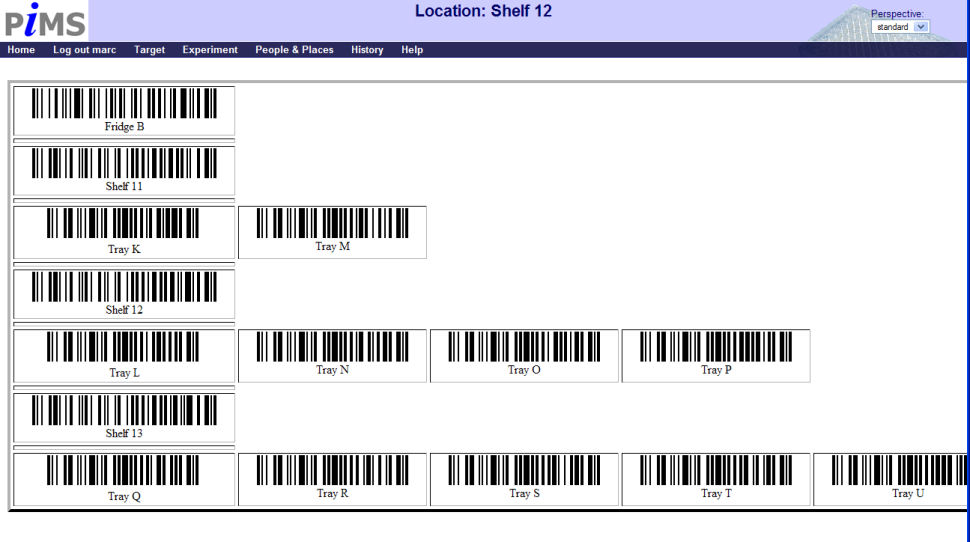 PiMS
Location: Shelf 12
Perspective:
standard
Home Log out marc Target Experiment People & Places History Help
Fridge B
Shelf 11
Tray K Tray M
Shelf 12
Tray L Tray N Tray O Tray P
Shelf 13
Tray Q Tray R Tray S Tray T Tray U